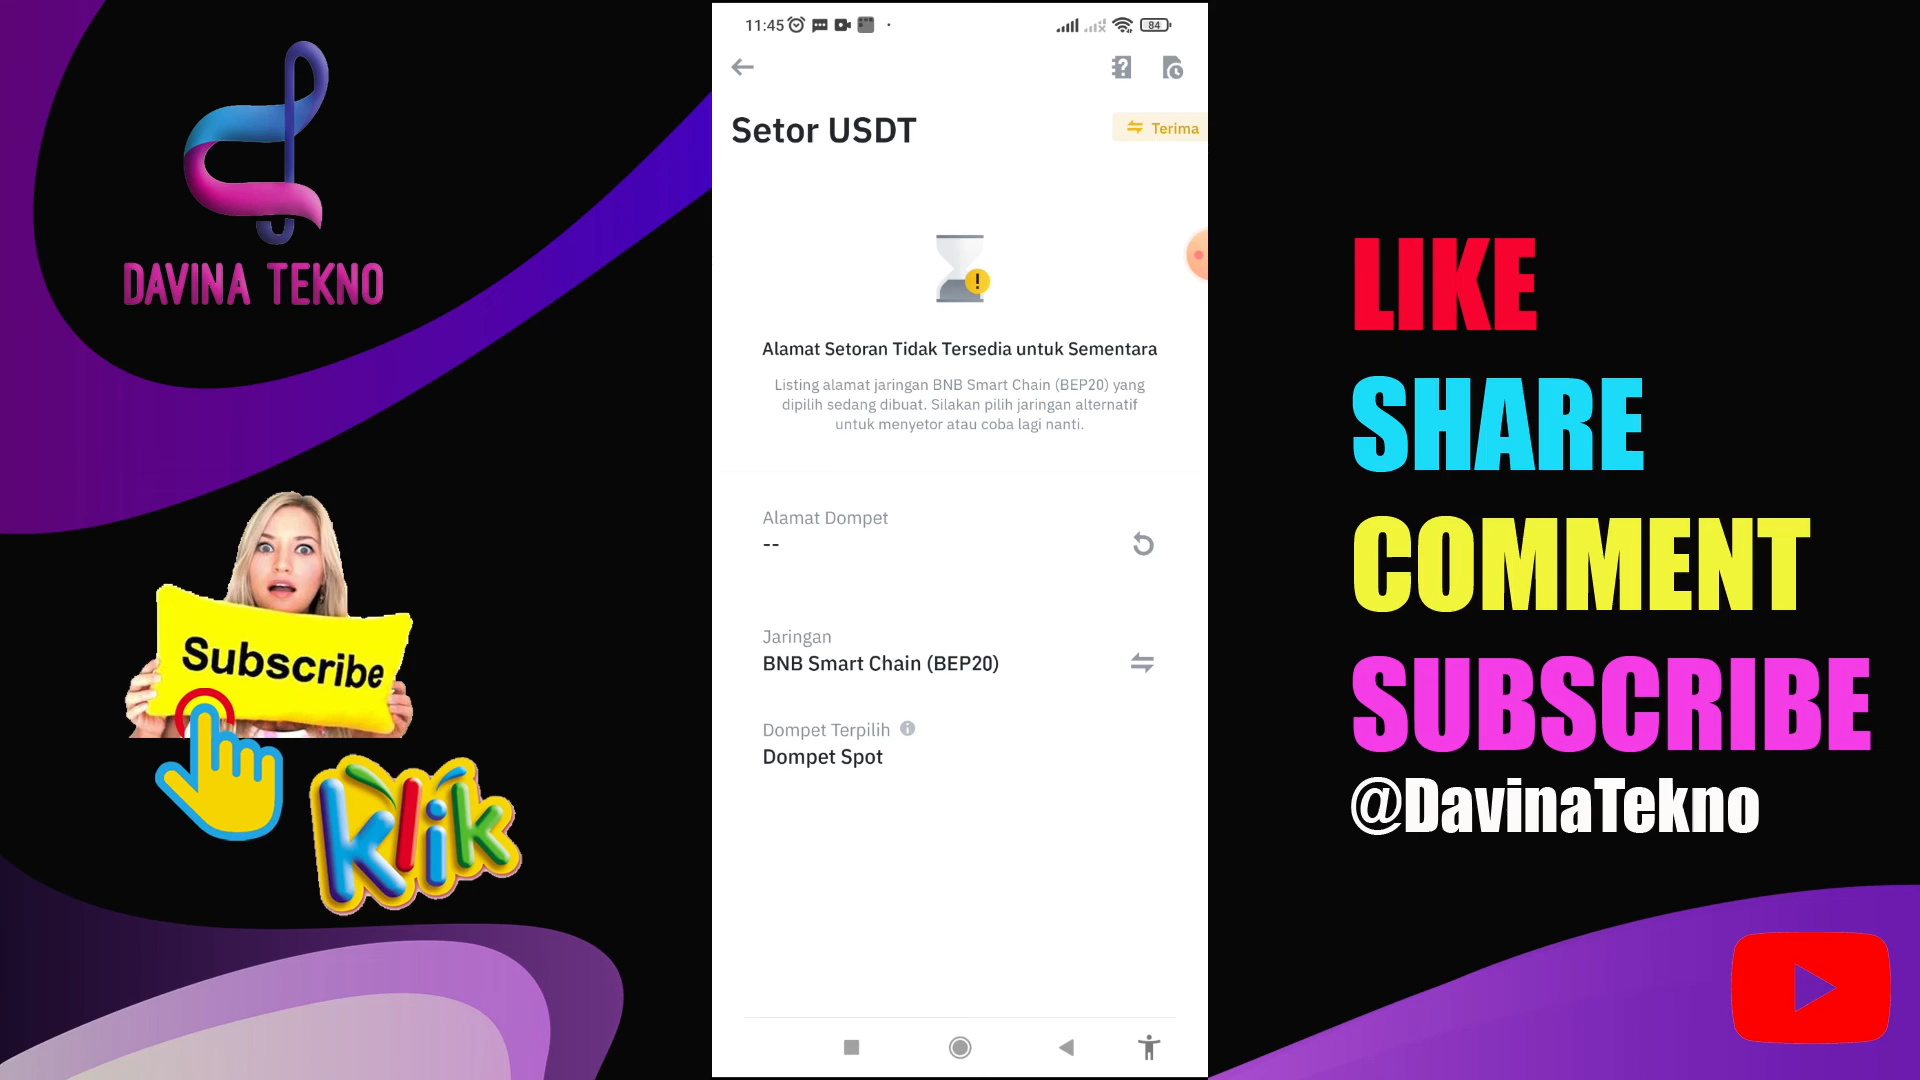 DAVINA TEKNO
Subscribe
klik
11:45
84
Setor USDT
Terima
!
Alamat Setoran Tidak Tersedia untuk Sementara
Listing alamat jaringan BNB Smart Chain (BEP20) yang
dipilih sedang dibuat. Silakan pilih jaringan alternatif
untuk menyetor atau coba lagi nanti.
Alamat Dompet
--
Jaringan
BNB Smart Chain (BEP20)
Dompet Terpilih
Dompet Spot
LIKE
SHARE
COMMENT
SUBSCRIBE
@DavinaTekno